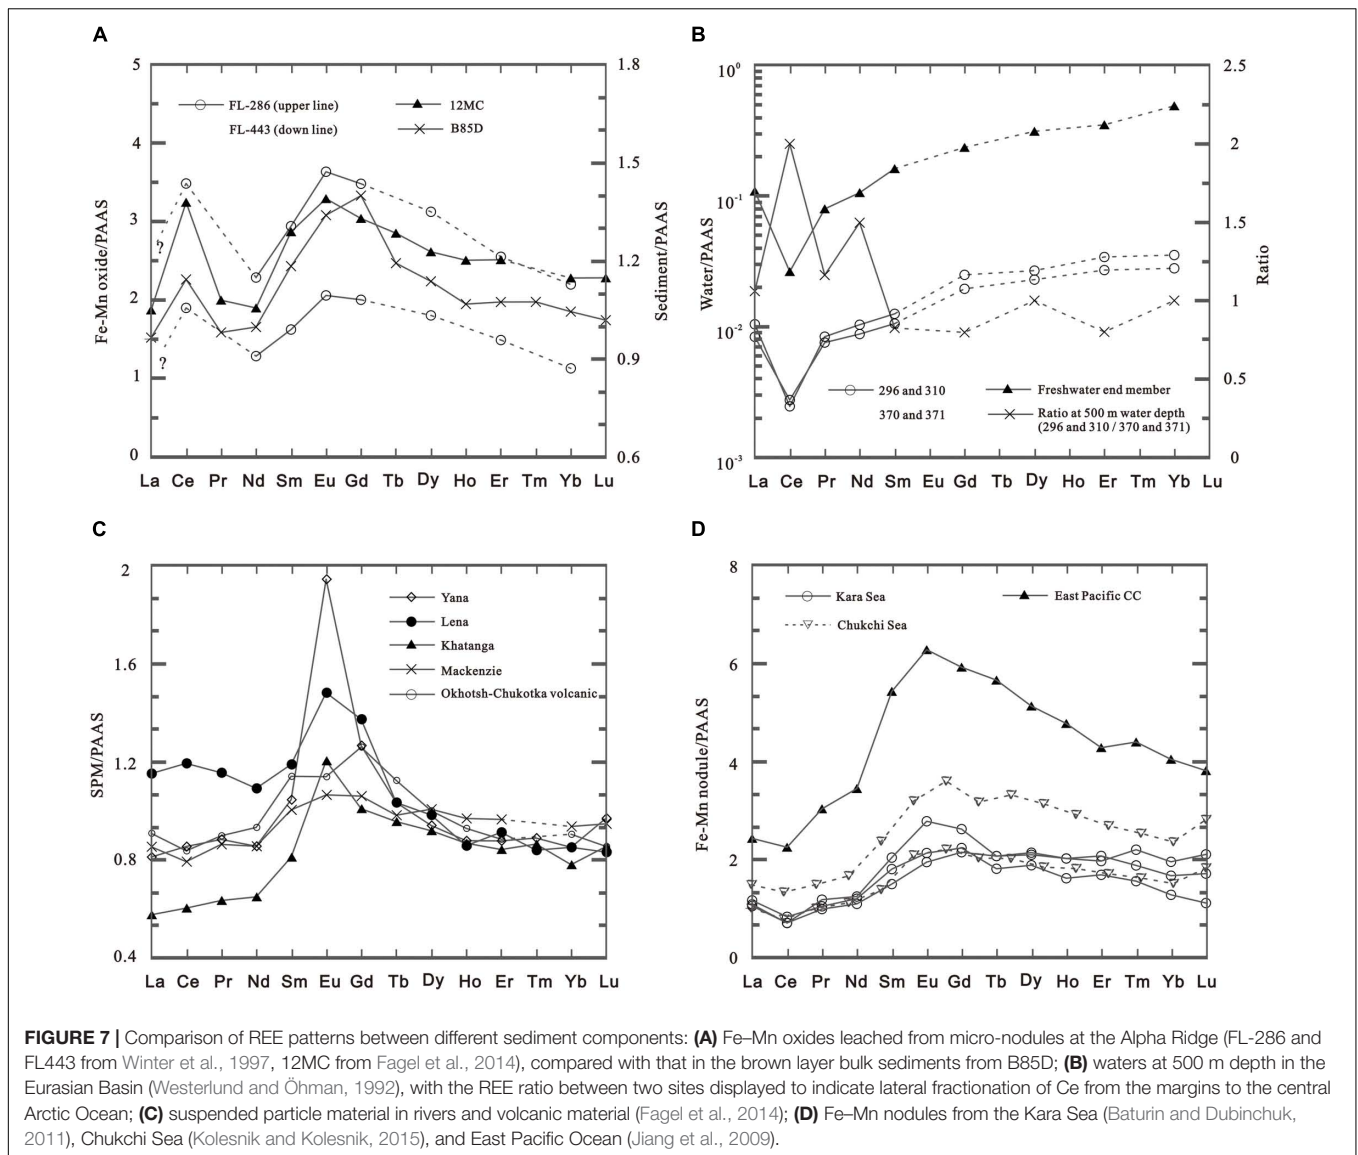 A
5
4
3
2
1
0
Fe-Mn oxide/PAAS
1.8
1.5
1.2
0.9
0.6
Sediment/PAAS
FL-286 (upper line)
FL-443 (down line)
12MC
B85D
?
?
La Ce Pr Nd Sm Eu Gd Tb Dy Ho Er Tm Yb Lu
B
10⁰
10⁻¹
10⁻²
10⁻³
Water/PAAS
2.5
2
1.5
1
0.5
0
Ratio
296 and 310
370 and 371
Freshwater end member
Ratio at 500 m water depth
(296 and 310 / 370 and 371)
La Ce Pr Nd Sm Eu Gd Dy Ho Er Yb Lu
C
2
1.6
1.2
0.8
0.4
SPM/PAAS
Yana
Lena
Khatanga
Mackenzie
Okhotsh-Chukotka volcanic
La Ce Pr Nd Sm Eu Gd Tb Dy Ho Er Tm Yb Lu
D
8
6
4
2
0
Fe-Mn nodule/PAAS
Kara Sea
Chukchi Sea
East Pacific CC
La Ce Pr Nd Sm Eu Gd Tb Dy Ho Er Tm Yb Lu
FIGURE 7 | Comparison of REE patterns between different sediment components: (A) Fe–Mn oxides leached from micro-nodules at the Alpha Ridge (FL-286 and
FL443 from Winter et al., 1997, 12MC from Fagel et al., 2014), compared with that in the brown layer bulk sediments from B85D; (B) waters at 500 m depth in the
Eurasian Basin (Westerlund and Öhman, 1992), with the REE ratio between two sites displayed to indicate lateral fractionation of Ce from the margins to the central
Arctic Ocean; (C) suspended particle material in rivers and volcanic material (Fagel et al., 2014); (D) Fe–Mn nodules from the Kara Sea (Baturin and Dubinchuk,
2011), Chukchi Sea (Kolesnik and Kolesnik, 2015), and East Pacific Ocean (Jiang et al., 2009).